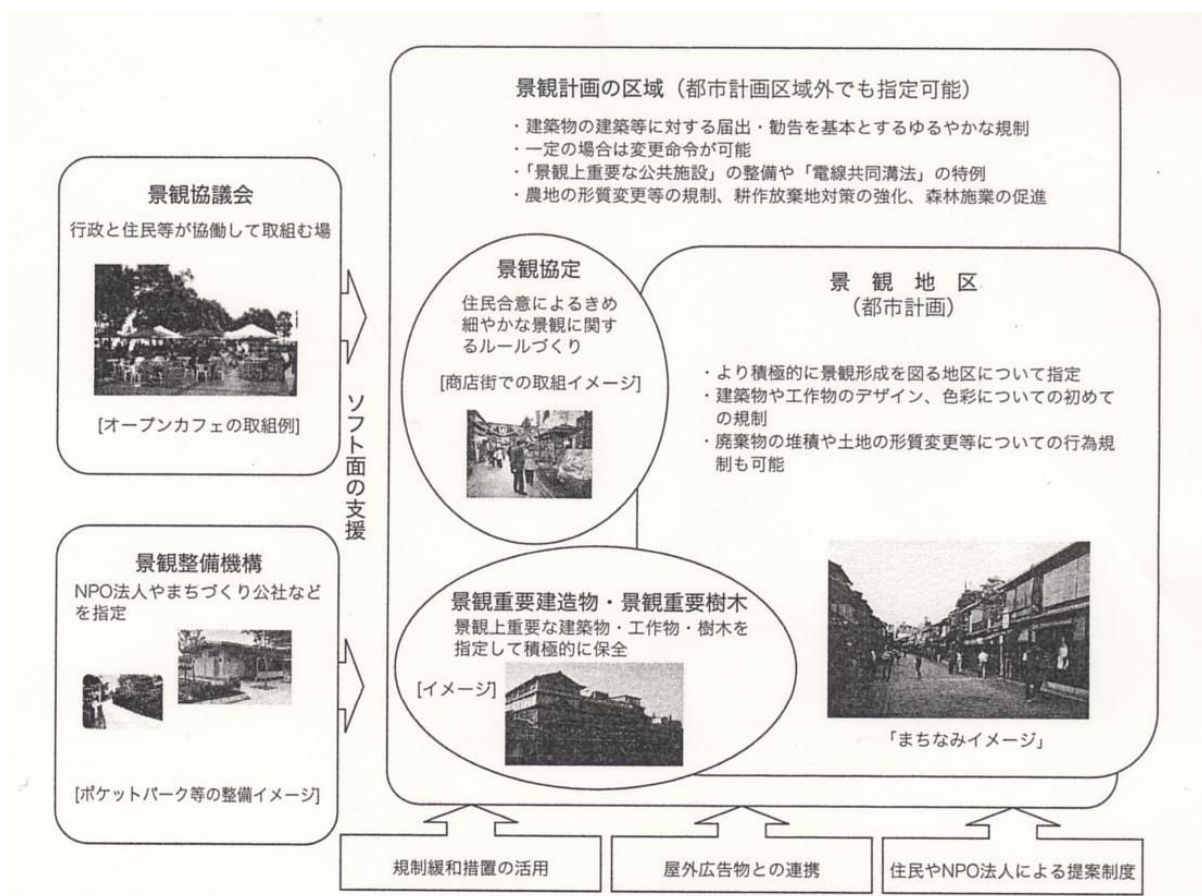 景観計画の区域（都市計画区域外でも指定可能）
・建築物の建築等に対する届出・勧告を基本とするゆるやかな規制
・一定の場合は変更命令が可能
・「景観上重要な公共施設」の整備や「電線共同溝法」の特例
・農地の形質変更等の規制、耕作放棄地対策の強化、森林施業の促進
景観協議会
行政と住民等が協働して取組む場
[オープンカフェの取組例]
ソフト面の支援
景観整備機構
NPO法人やまちづくり公社など
を指定
[ポケットパーク等の整備イメージ]
景観協定
住民合意によるきめ
細やかな景観に関す
るルールづくり
[商店街での取組イメージ]
景観地区
（都市計画）
・より積極的に景観形成を図る地区について指定
・建築物や工作物のデザイン、色彩についての初めて
の規制
・廃棄物の堆積や土地の形質変更等についての行為規
制も可能
「まちなみイメージ」
景観重要建造物・景観重要樹木
景観上重要な建築物・工作物・樹木を
指定して積極的に保全
[イメージ]
規制緩和措置の活用
屋外広告物との連携
住民やNPO法人による提案制度